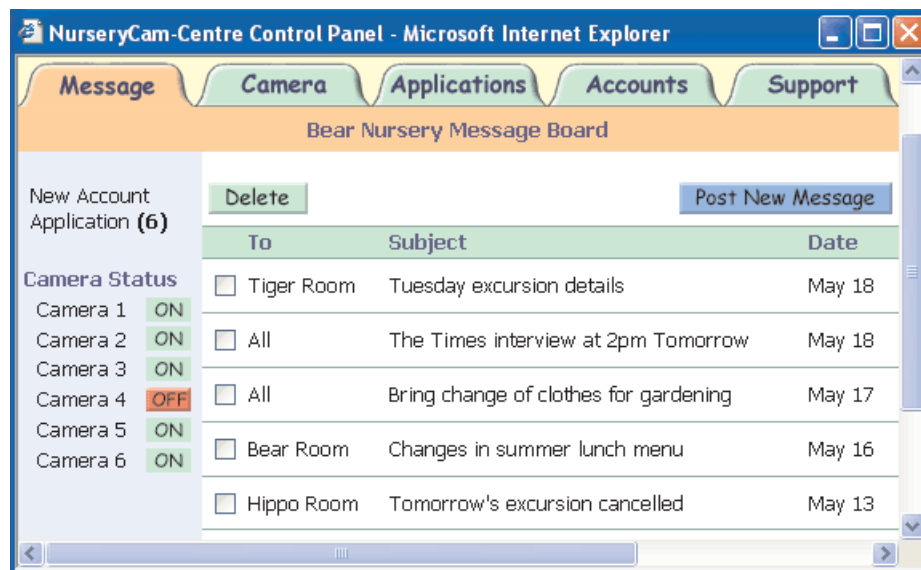 NurseryCam-Centre Control Panel - Microsoft Internet Explorer
Message Camera Applications Accounts Support
Bear Nursery Message Board
New Account
Application (6)
Camera Status
Camera 1 ON
Camera 2 ON
Camera 3 ON
Camera 4 OFF
Camera 5 ON
Camera 6 ON
Delete Post New Message
To Subject Date
Tiger Room Tuesday excursion details May 18
All The Times interview at 2pm Tomorrow May 18
All Bring change of clothes for gardening May 17
Bear Room Changes in summer lunch menu May 16
Hippo Room Tomorrow's excursion cancelled May 13